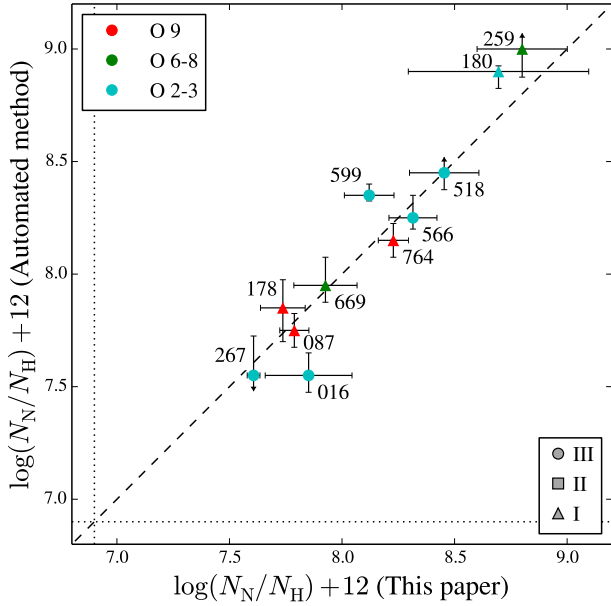 O 9
O 6-8
O 2-3
259
180
599
518
566
764
178
669
087
267
016
III
II
I
9.0
8.5
8.0
7.5
7.0
7.0 7.5 8.0 8.5 9.0
log(N_N/N_H) + 12 (Automated method)
log(N_N/N_H) + 12 (This paper)